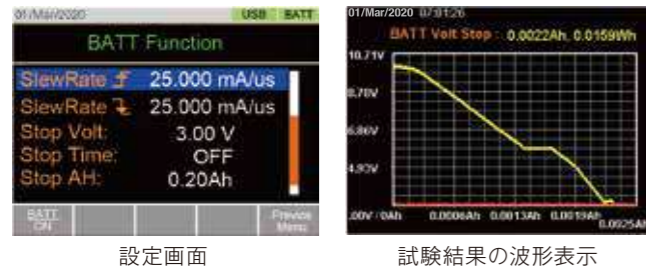 01/Mar/2020 USB BATT
BATT Function
SlewRate 25.000 mA/us
SlewRate 25.000 mA/us
Stop Volt: 3.00 V
Stop Time: OFF
Stop AH: 0.20Ah
BATT ON
Previous Menu
設定画面
01/Mar/2020 07:01:26
BATT Volt Stop : 0.0022Ah, 0.0159Wh
10.71V
8.78V
6.86V
4.93V
.00V / 0Ah 0.0006Ah 0.0013Ah 0.0019Ah 0.0025Ah
試験結果の波形表示